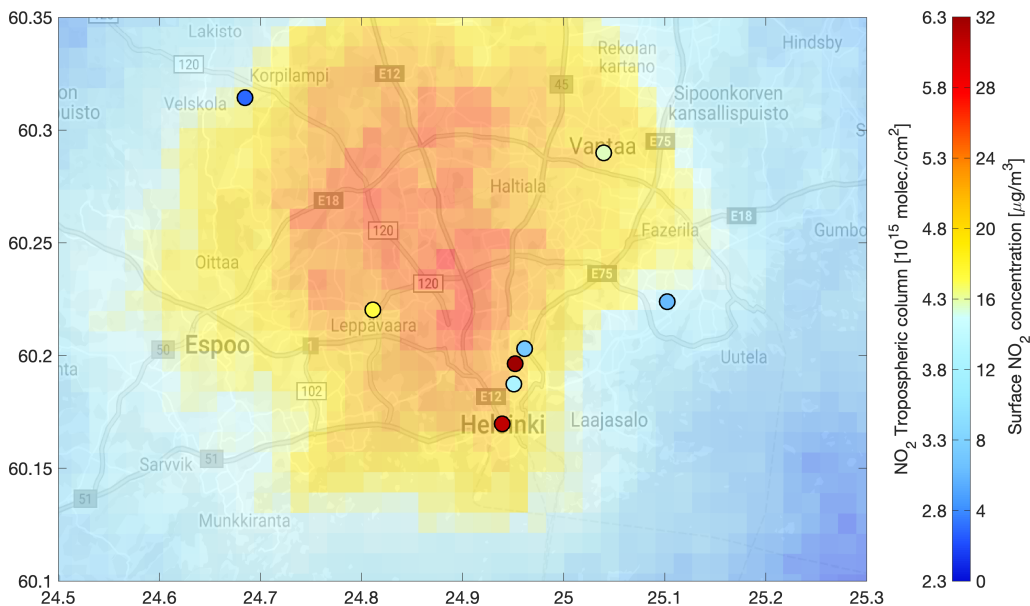 60.35
60.3
60.25
60.2
60.15
60.1
24.5 24.6 24.7 24.8 24.9 25 25.1 25.2 25.3
120
Lakisto
120
Korpilampi
Velskola
E12
Rekolan
kartano
Hindsby
45
Sipoonkorven
kansallispuisto
on
puisto
Vantaa
E75
S
Haltiala
E18
120
E18
Fazerila
Gumbo
Oittaa
E75
120
Leppävaara
Espoo
50
1
Uutela
nta
102
E12
Helsinki
Laajasalo
51
Sarvvik
51
Munkkiranta
6.3
5.8
5.3
4.8
4.3
3.8
3.3
2.8
2.3
NO2 Tropospheric column [10^15 molec./cm^2]
32
28
24
20
16
12
8
4
0
Surface NO2 concentration [μg/m^3]